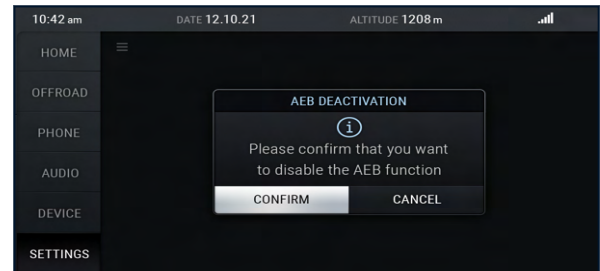 10:42 am DATE 12.10.21 ALTITUDE 1208 m
HOME
OFFROAD
PHONE
AUDIO
DEVICE
SETTINGS
AEB DEACTIVATION
i
Please confirm that you want
to disable the AEB function
CONFIRM CANCEL